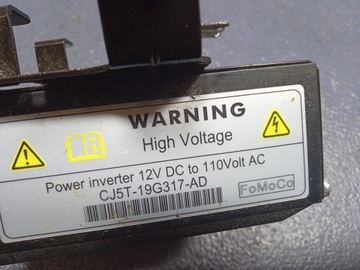 WARNING
High Voltage
Power inverter 12V DC to 110Volt AC
CJ5T-19G317-AD
FoMoCo